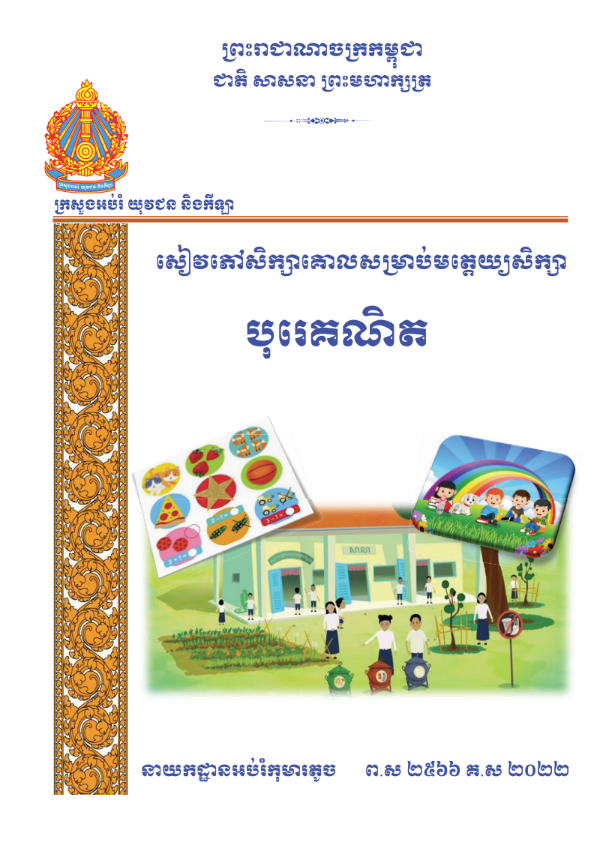 ព្រះរាជាណាចក្រកម្ពុជា
ជាតិ សាសនា ព្រះមហាក្សត្រ
ក្រសួងអប់រំ យុវជន និងកីឡា
សៀវភៅសិក្សាគោលសម្រាប់មត្តេយ្យសិក្សា
បុរេគណិត
សាលា
នាយកដ្ឋានអប់រំកុមារតូច ព.ស ២៥៦៦ គ.ស ២០២២